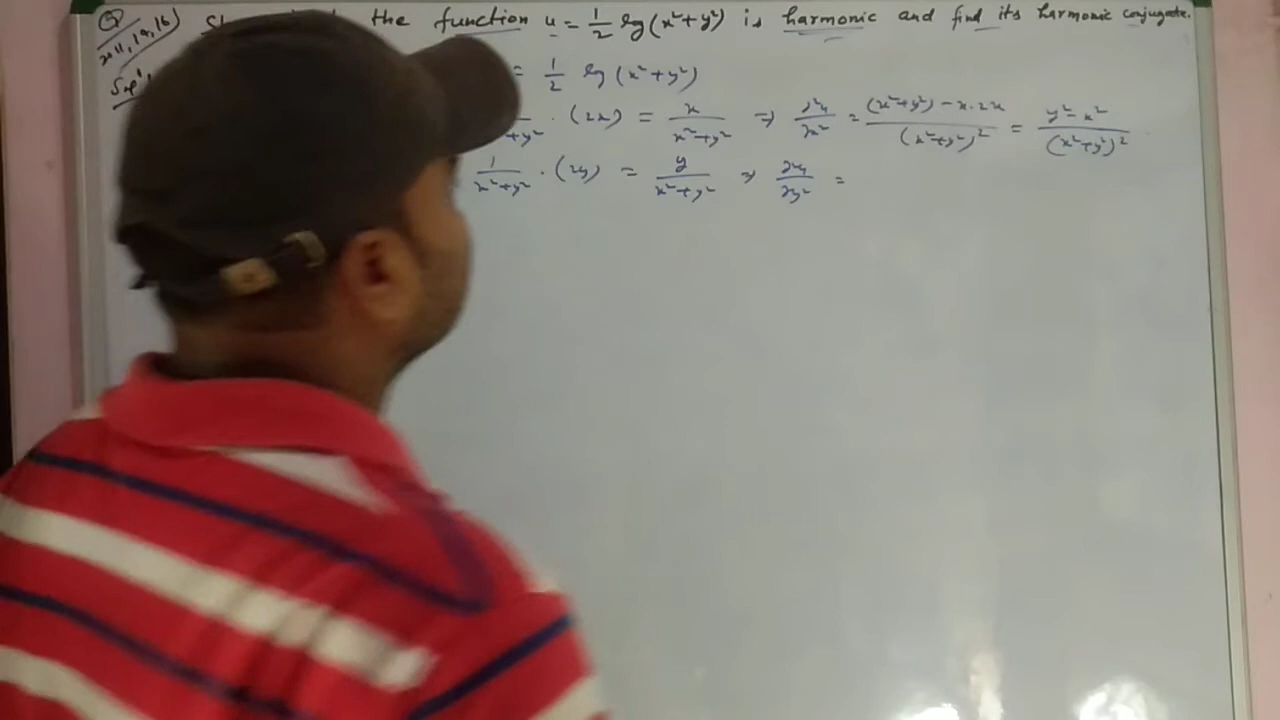 Q the function u = 1/2 lg(x²+y²) is harmonic and find its harmonic conjugate.
2011, 14, 16
= 1/2 lg(x²+y²)
· (2x) = x/(x²+y²) ⇒ ∂²u/∂x² = ((x²+y²) - x·2x)/(x²+y²)² = (y²-x²)/(x²+y²)²
1/(x²+y²) · (2y) = y/(x²+y²) ⇒ ∂²u/∂y² =